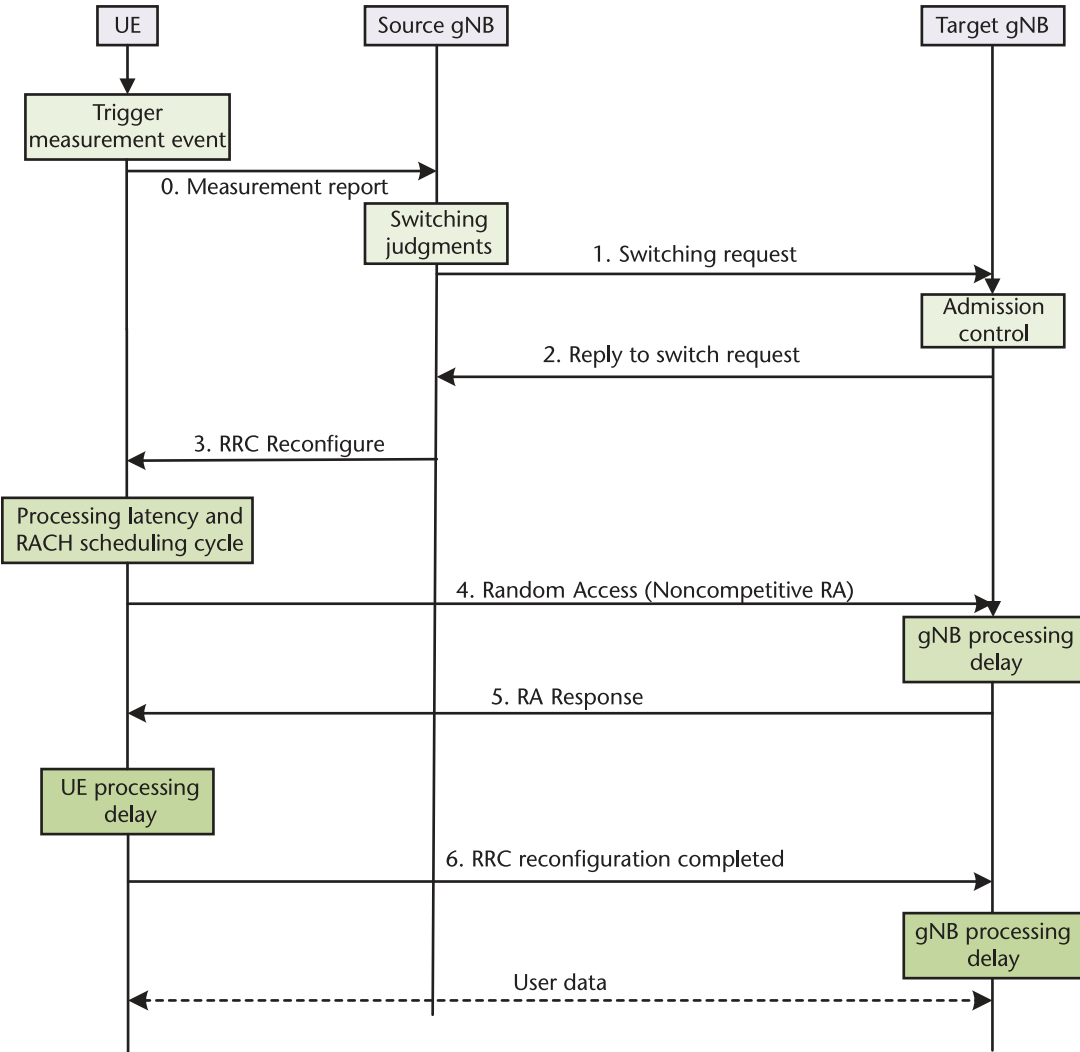 UE
Source gNB
Target gNB
Trigger
measurement event
0. Measurement report
Switching
judgments
1. Switching request
Admission
control
2. Reply to switch request
3. RRC Reconfigure
Processing latency and
RACH scheduling cycle
4. Random Access (Noncompetitive RA)
gNB processing
delay
5. RA Response
UE processing
delay
6. RRC reconfiguration completed
gNB processing
delay
User data